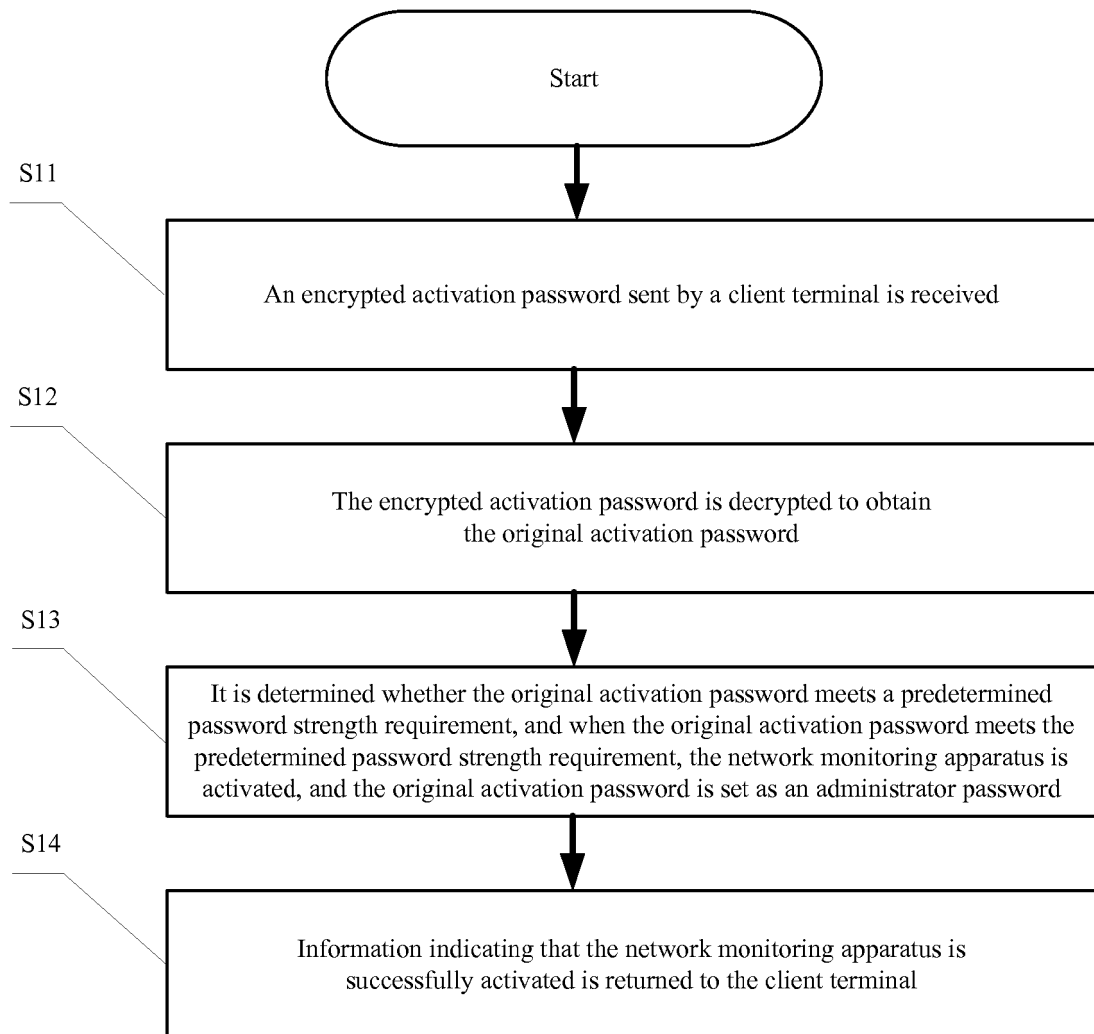 Start
S11
An encrypted activation password sent by a client terminal is received
S12
The encrypted activation password is decrypted to obtain
the original activation password
S13
It is determined whether the original activation password meets a predetermined
password strength requirement, and when the original activation password meets the
predetermined password strength requirement, the network monitoring apparatus is
activated, and the original activation password is set as an administrator password
S14
Information indicating that the network monitoring apparatus is
successfully activated is returned to the client terminal